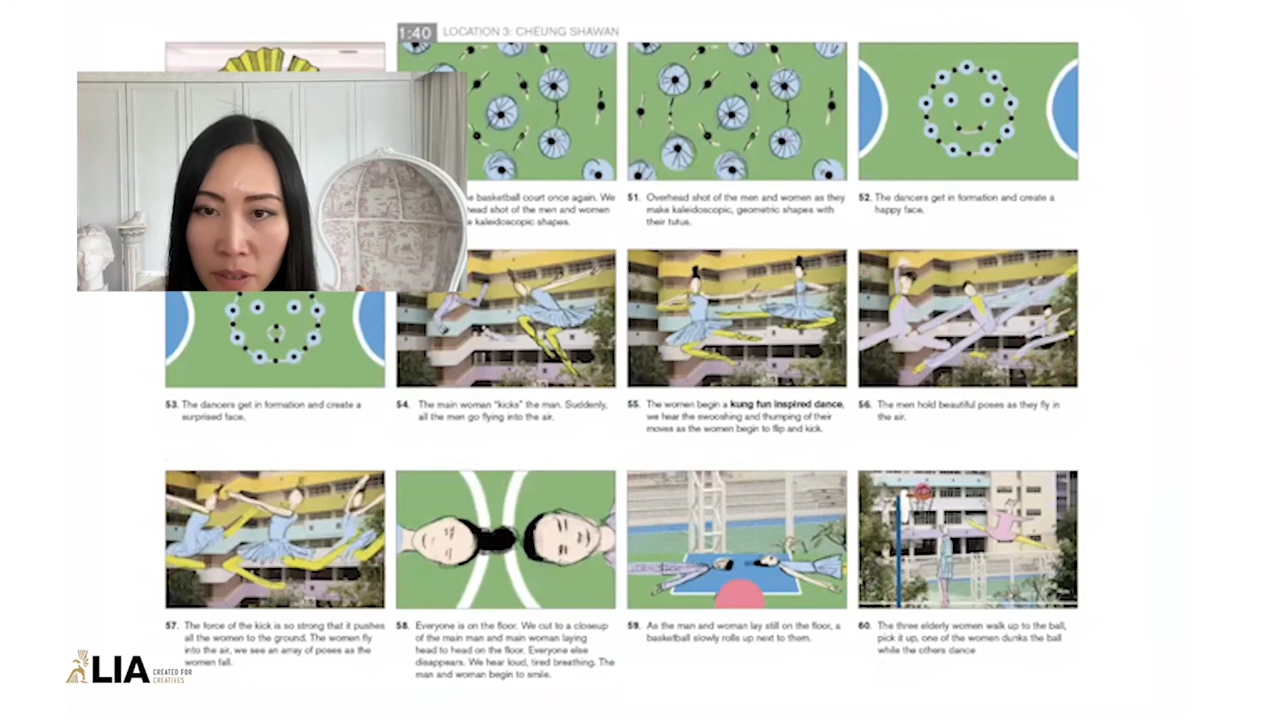 1:40 LOCATION 3: CHEUNG SHAWAN
basketball court once again. We
head shot of the men and women
kaleidoscopic shapes.
51. Overhead shot of the men and women as they
make kaleidoscopic, geometric shapes with
their tutus.
52. The dancers get in formation and create a
happy face.
53. The dancers get in formation and create a
surprised face.
54. The main woman "kicks" the man. Suddenly,
all the men go flying into the air.
55. The women begin a kung fun inspired dance,
we hear the swooshing and thumping of their
moves as the women begin to flip and kick.
56. The men hold beautiful poses as they fly in
the air.
57. The force of the kick is so strong that it pushes
all the women to the ground. The women fly
into the air, we see an array of poses as the
women fall.
58. Everyone is on the floor. We cut to a closeup
of the main man and main woman laying
head to head on the floor. Everyone else
disappears. We hear loud, tired breathing. The
man and woman begin to smile.
59. As the man and woman lay still on the floor, a
basketball slowly rolls up next to them.
60. The three elderly women walk up to the ball,
pick it up, one of the women dunks the ball
while the others dance
LIA CREATED FOR
CREATIVES